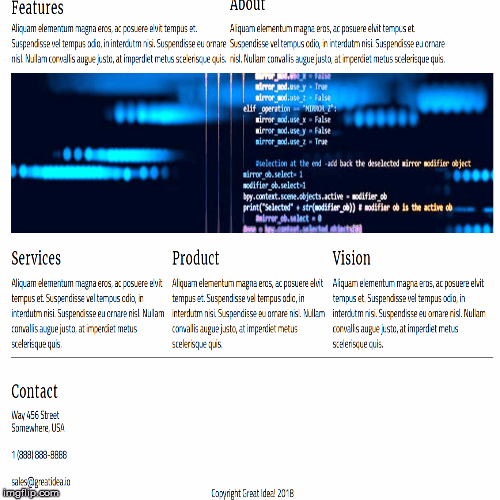 Features
About
Aliquam elementum magna eros, ac posuere elvit tempus et.
Suspendisse vel tempus odio, in interdutm nisi. Suspendisse eu ornare
nisl. Nullam convallis augue justo, at imperdiet metus scelerisque quis.
Aliquam elementum magna eros, ac posuere elvit tempus et.
Suspendisse vel tempus odio, in interdutm nisi. Suspendisse eu ornare
nisl. Nullam convallis augue justo, at imperdiet metus scelerisque quis.
mirror_mod.use_x = False
mirror_mod.use_y = True
mirror_mod.use_z = False
elif _operation == "MIRROR_Z":
mirror_mod.use_x = False
mirror_mod.use_y = False
mirror_mod.use_z = True
#selection at the end -add back the deselected mirror modifier object
mirror_ob.select= 1
modifier_ob.select=1
bpy.context.scene.objects.active = modifier_ob
print("Selected" + str(modifier_ob)) # modifier ob is the active ob
#mirror_ob.select = 0
= bpy.context.selected_objects[0]
Services
Aliquam elementum magna eros, ac posuere elvit
tempus et. Suspendisse vel tempus odio, in
interdutm nisi. Suspendisse eu ornare nisl. Nullam
convallis augue justo, at imperdiet metus
scelerisque quis.
Product
Aliquam elementum magna eros, ac posuere elvit
tempus et. Suspendisse vel tempus odio, in
interdutm nisi. Suspendisse eu ornare nisl. Nullam
convallis augue justo, at imperdiet metus
scelerisque quis.
Vision
Aliquam elementum magna eros, ac posuere elvit
tempus et. Suspendisse vel tempus odio, in
interdutm nisi. Suspendisse eu ornare nisl. Nullam
convallis augue justo, at imperdiet metus
scelerisque quis.
Contact
Way 456 Street
Somewhere, USA
1 (888) 888-8888
sales@greatidea.io
Copyright Great Idea! 2018
imgflip.com